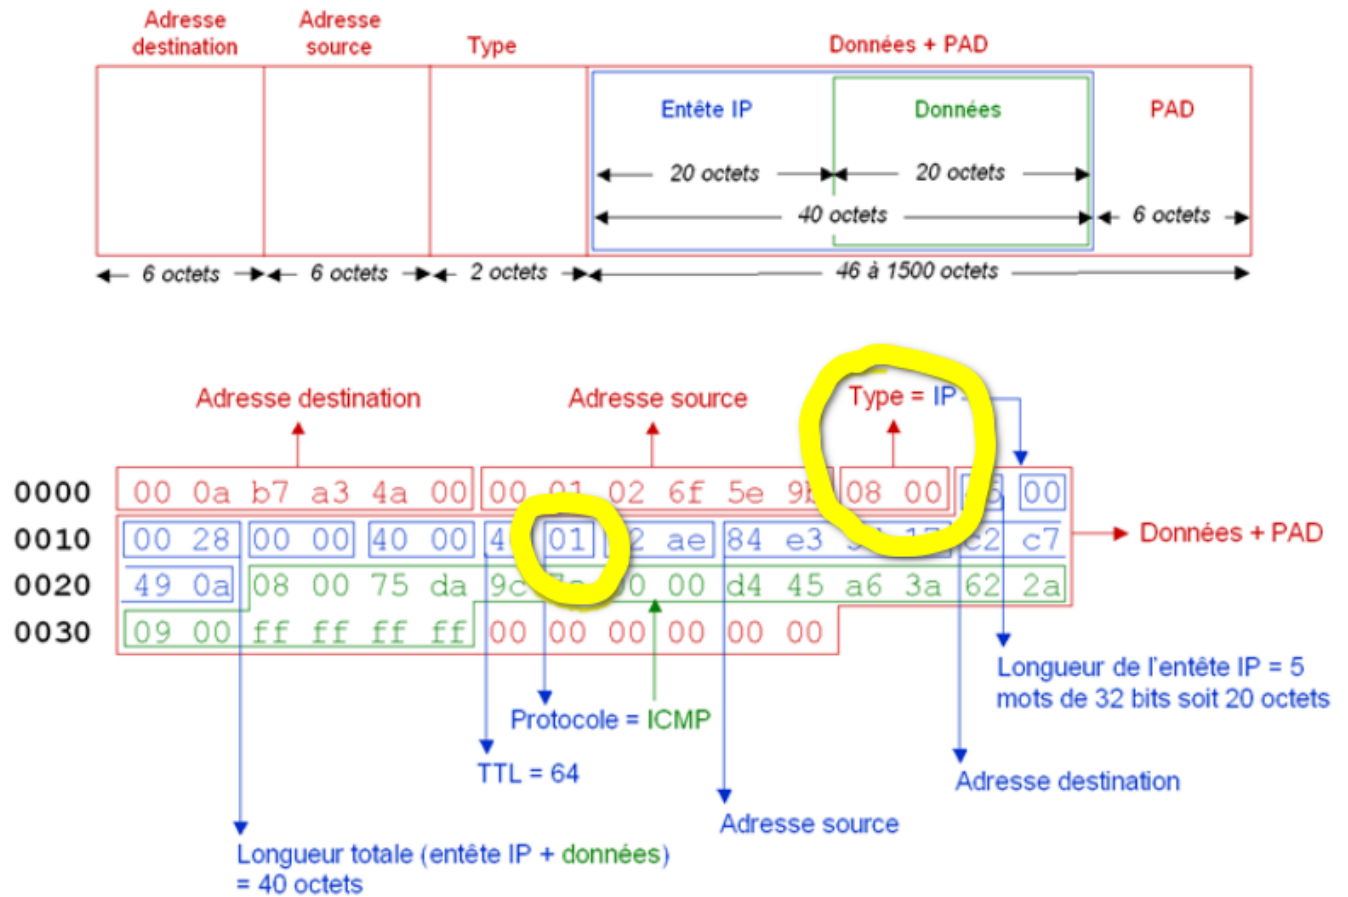 Adresse destination
Adresse source
Type
Données + PAD
Entête IP
Données
PAD
20 octets
20 octets
40 octets
6 octets
6 octets
6 octets
2 octets
46 à 1500 octets
Adresse destination
Adresse source
Type = IP
0000 00 0a b7 a3 4a 00 00 01 02 6f 5e 9b 08 00 00
0010 00 28 00 00 40 00 4 01 ae 84 e3 c2 c7
Données + PAD
0020 49 0a 08 00 75 da 9c 00 d4 45 a6 3a 62 2a
0030 09 00 ff ff ff ff 00 00 00 00 00 00
Longueur de l'entête IP = 5
mots de 32 bits soit 20 octets
Protocole = ICMP
TTL = 64
Adresse destination
Adresse source
Longueur totale (entête IP + données)
= 40 octets